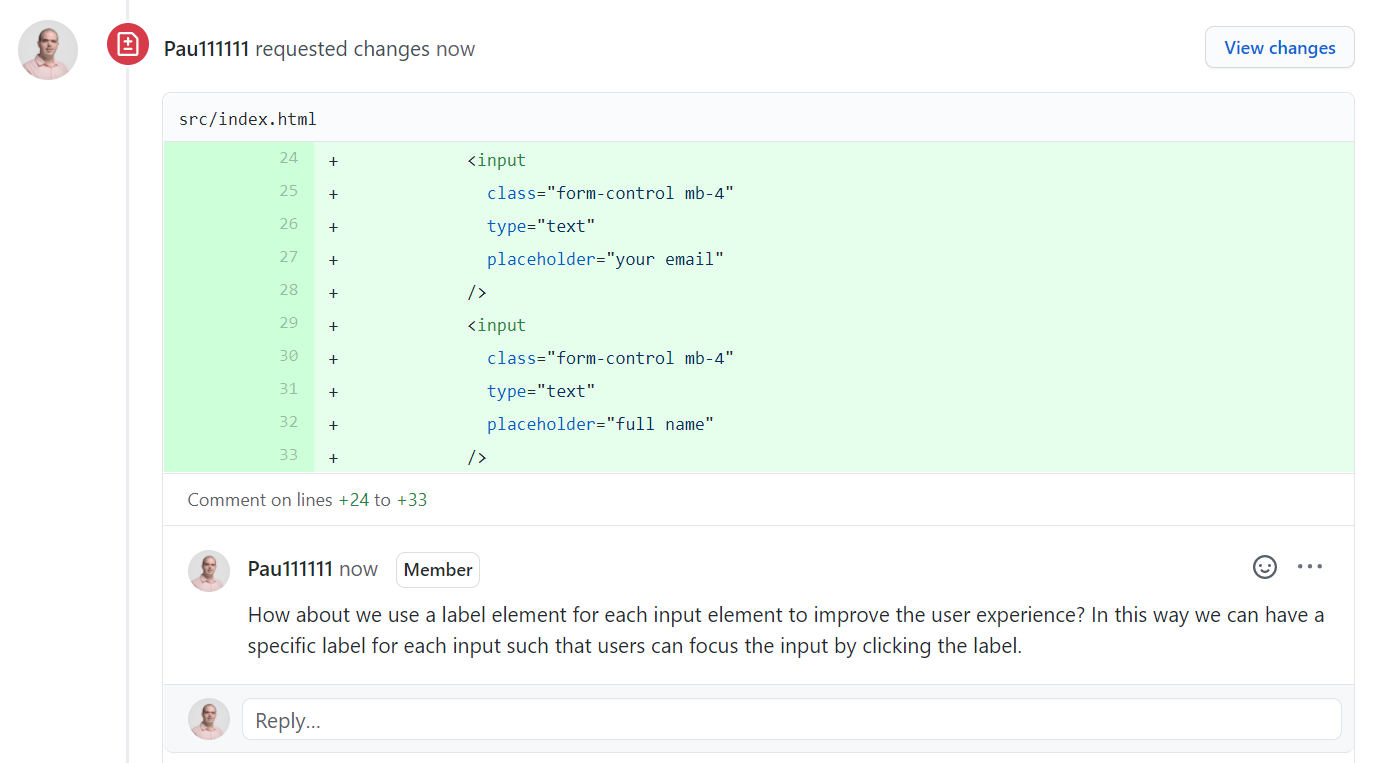 Pau111111 requested changes now
View changes
src/index.html
24 + <input
25 + class="form-control mb-4"
26 + type="text"
27 + placeholder="your email"
28 + />
29 + <input
30 + class="form-control mb-4"
31 + type="text"
32 + placeholder="full name"
33 + />
Comment on lines +24 to +33
Pau111111 now Member
How about we use a label element for each input element to improve the user experience? In this way we can have a
specific label for each input such that users can focus the input by clicking the label.
Reply...